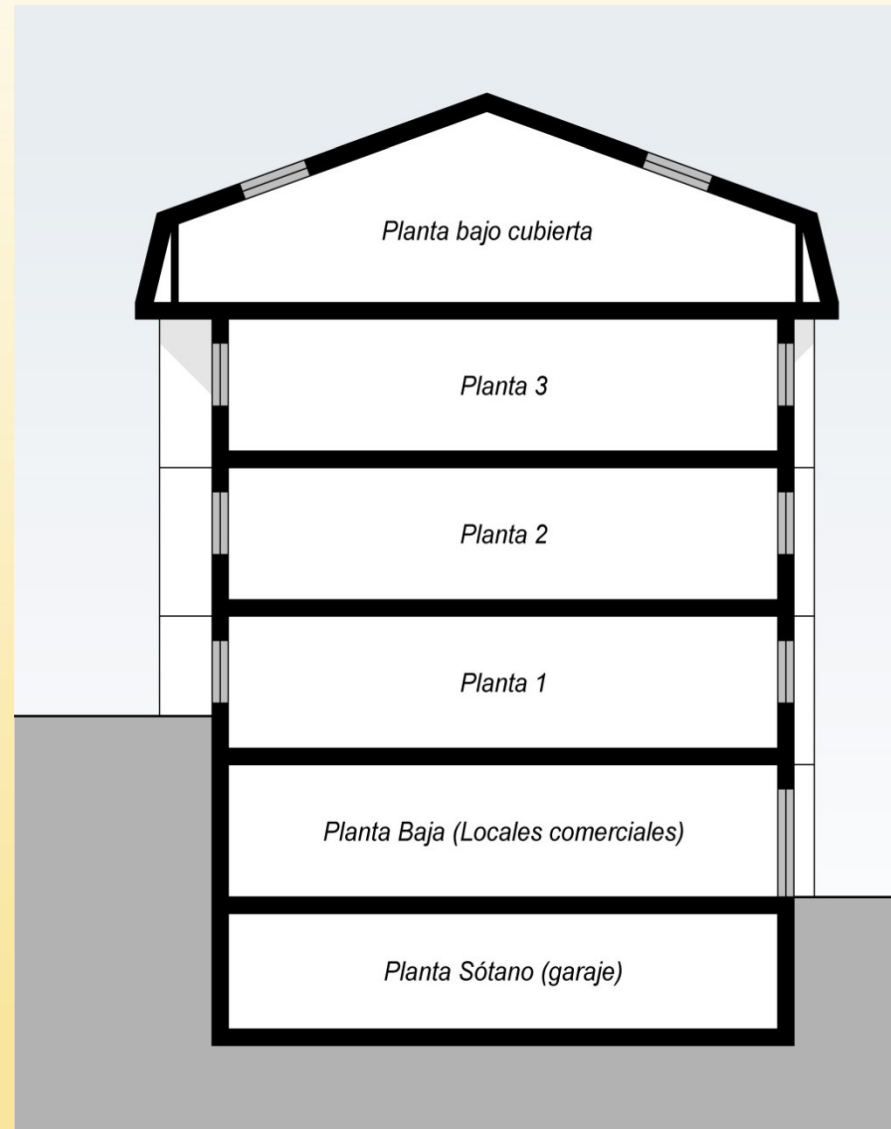 Planta bajo cubierta
Planta 3
Planta 2
Planta 1
Planta Baja (Locales comerciales)
Planta Sótano (garaje)